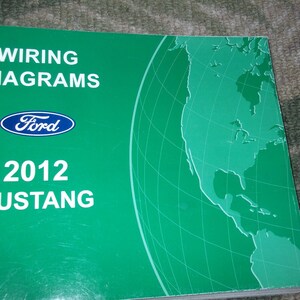 WIRING
IAGRAMS
Ford
2012
USTANG